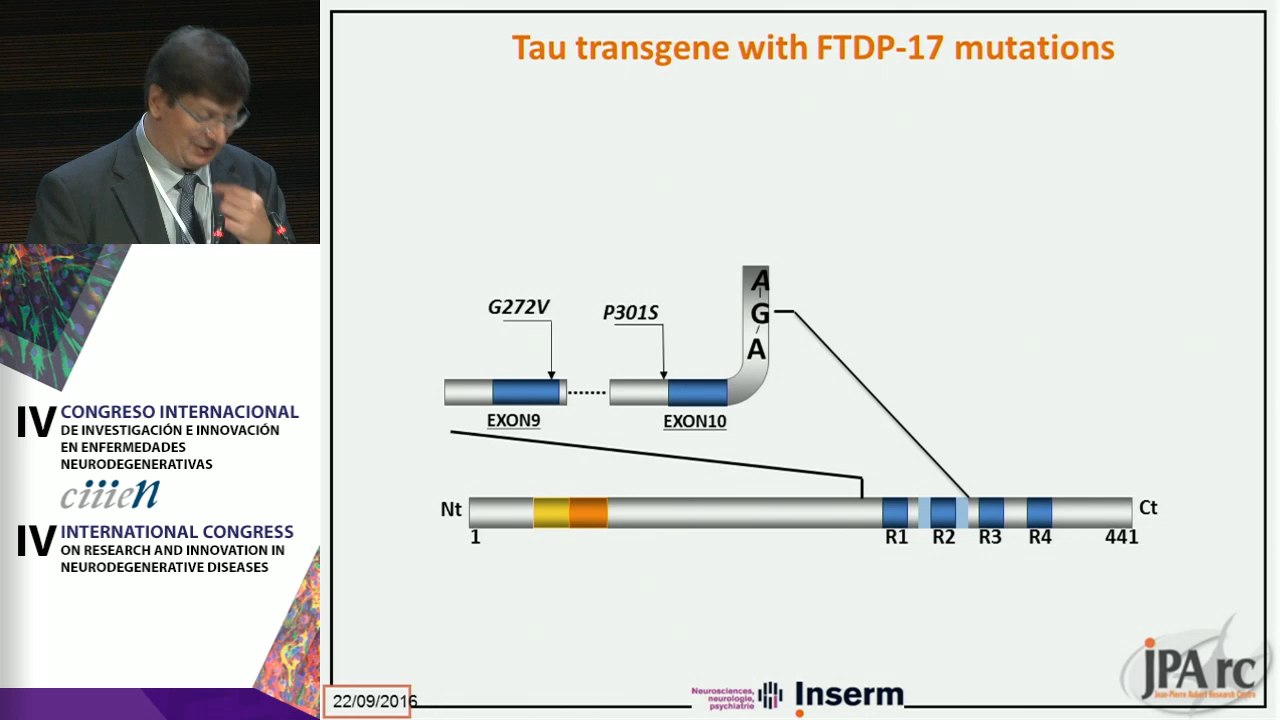 Tau transgene with FTDP-17 mutations
A
G
A
G272V
P301S
EXON9
EXON10
Nt
Ct
1
R1
R2
R3
R4
441
IV CONGRESO INTERNACIONAL
DE INVESTIGACIÓN E INNOVACIÓN
EN ENFERMEDADES
NEURODEGENERATIVAS
ciiien
IV INTERNATIONAL CONGRESS
ON RESEARCH AND INNOVATION IN
NEURODEGENERATIVE DISEASES
22/09/2016
Neurosciences,
neurologie,
psychiatrie
Inserm
JPArc
Jean-Pierre Aubert Research Centre